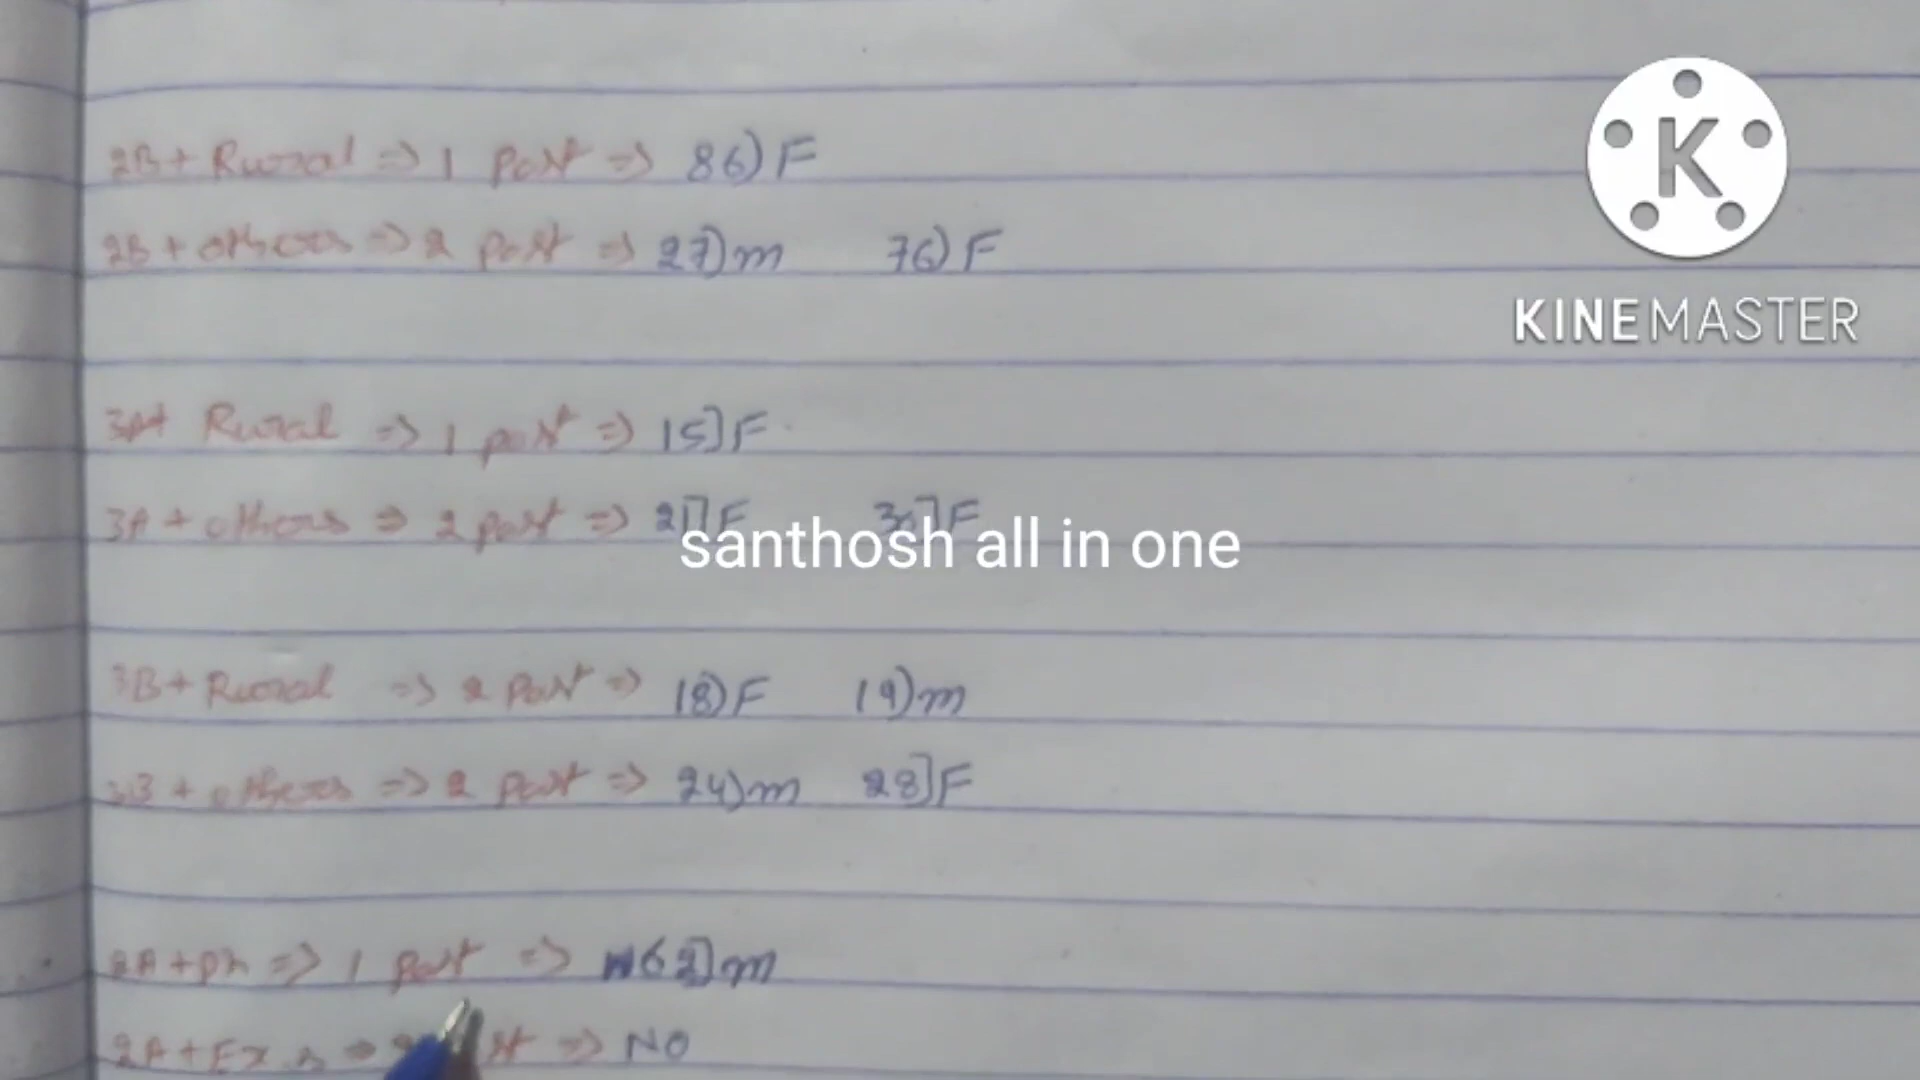 2B + Rural => 1 post => 86) F
K
2B + others => 2 post => 27) m 76) F
KINEMASTER
3A+ Rural => 1 post => 15] F
3A + others => 2 post => 21] F F
santhosh all in one
3B + Rural => 2 post => 18) F 19) m
3B + others => 2 post => 24) m 28] F
2A + Ph => 1 post => 62] m
2A + Ex => => NO